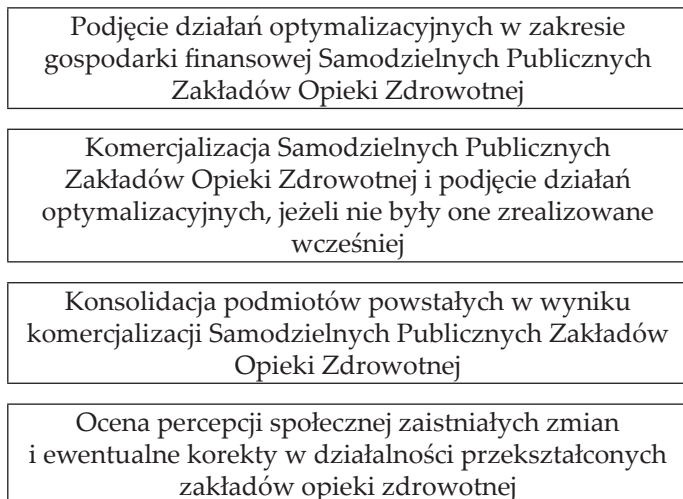 Podjęcie działań optymalizacyjnych w zakresie
gospodarki finansowej Samodzielnych Publicznych
Zakładów Opieki Zdrowotnej
Komercjalizacja Samodzielnych Publicznych
Zakładów Opieki Zdrowotnej i podjęcie działań
optymalizacyjnych, jeżeli nie były one zrealizowane
wcześniej
Konsolidacja podmiotów powstałych w wyniku
komercjalizacji Samodzielnych Publicznych Zakładów
Opieki Zdrowotnej
Ocena percepcji społecznej zaistniałych zmian
i ewentualne korekty w działalności przekształconych
zakładów opieki zdrowotnej